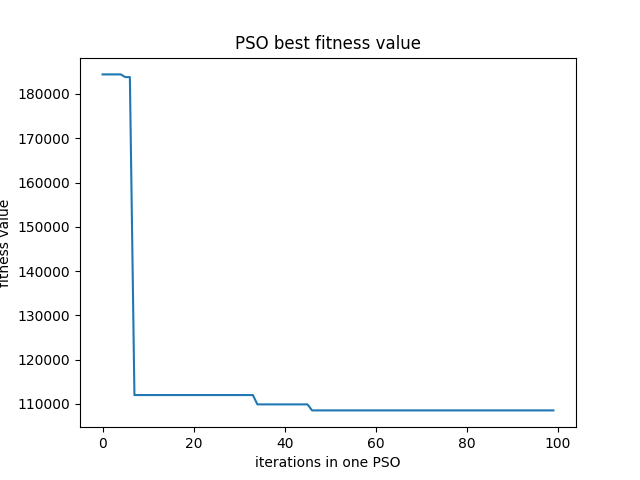 PSO best fitness value
fitness value
180000
170000
160000
150000
140000
130000
120000
110000
0 20 40 60 80 100
iterations in one PSO